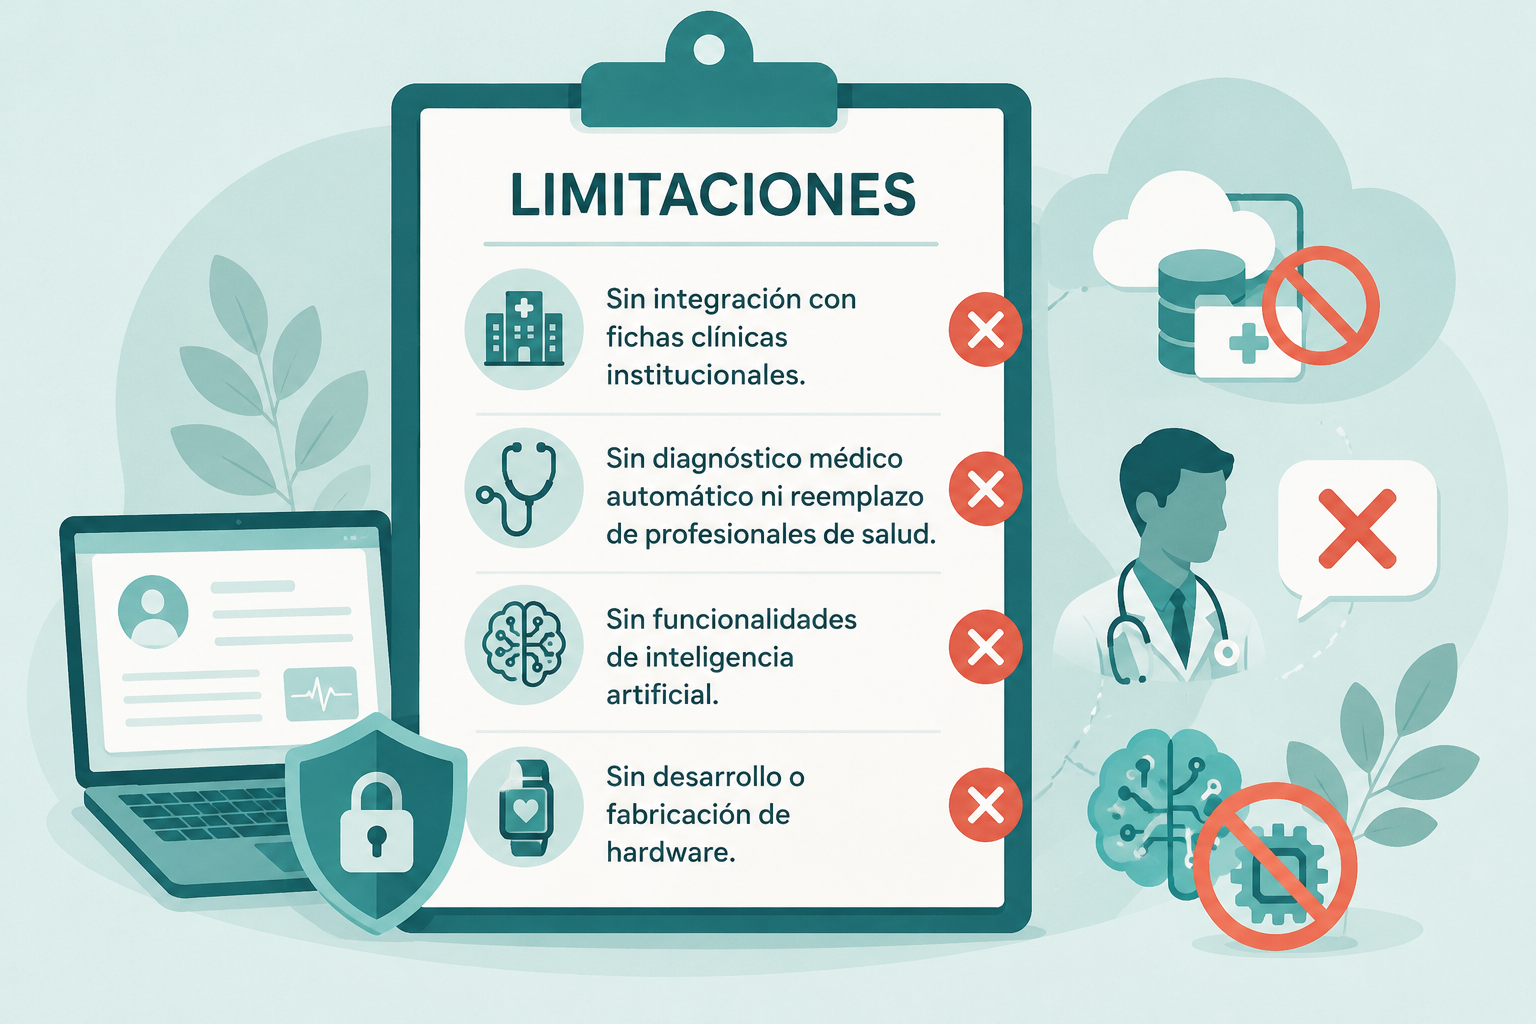 LIMITACIONES
Sin integración con
fichas clínicas
institucionales.
Sin diagnóstico médico
automático ni reemplazo
de profesionales de salud.
Sin funcionalidades
de inteligencia
artificial.
Sin desarrollo o
fabricación de
hardware.